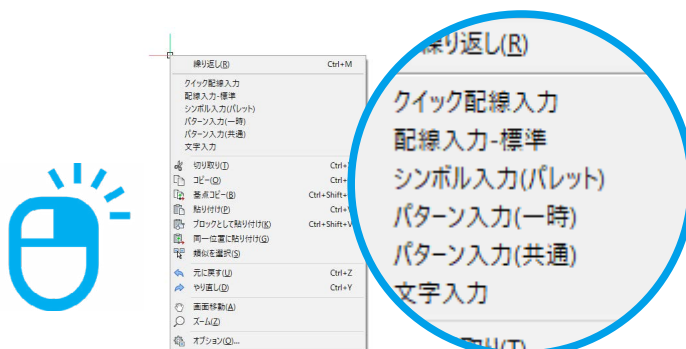 繰り返し(R) Ctrl+M
クイック配線入力
配線入力-標準
シンボル入力(パレット)
パターン入力(一時)
パターン入力(共通)
文字入力
切り取り(T)
コピー(O)
基点コピー(B)
貼り付け(P)
ブロックとして貼り付け(K) Ctrl+Shift+V
同一位置に貼り付け(G)
類似を選択(S)
元に戻す(U) Ctrl+Z
やり直し(L) Ctrl+Y
画面移動(A)
ズーム(Z)
オプション(O)...
繰り返し(R)
クイック配線入力
配線入力-標準
シンボル入力(パレット)
パターン入力(一時)
パターン入力(共通)
文字入力